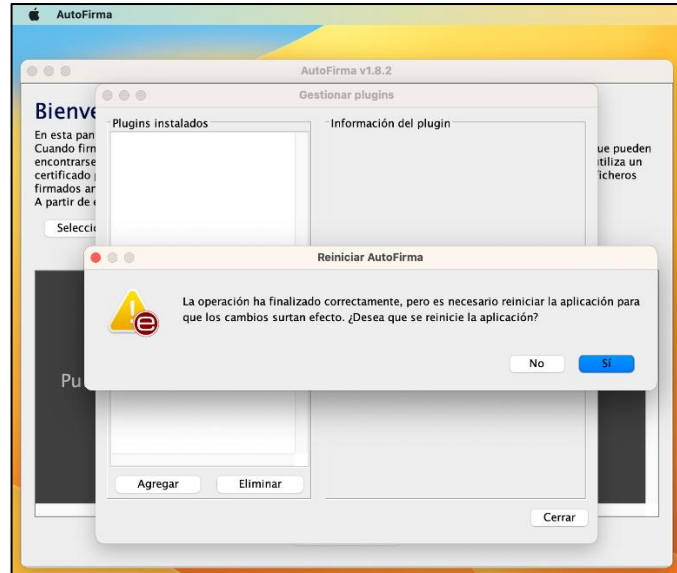 AutoFirma
AutoFirma v1.8.2
Gestionar plugins
Bienve
En esta pan
Cuando firn
encontrarse
certificado
firmados an
A partir de
Selecci
ue pueden
utiliza un
icheros
Plugins instalados
Información del plugin
Reiniciar AutoFirma
La operación ha finalizado correctamente, pero es necesario reiniciar la aplicación para
que los cambios surtan efecto. ¿Desea que se reinicie la aplicación?
No
Sí
Pu
Agregar
Eliminar
Cerrar